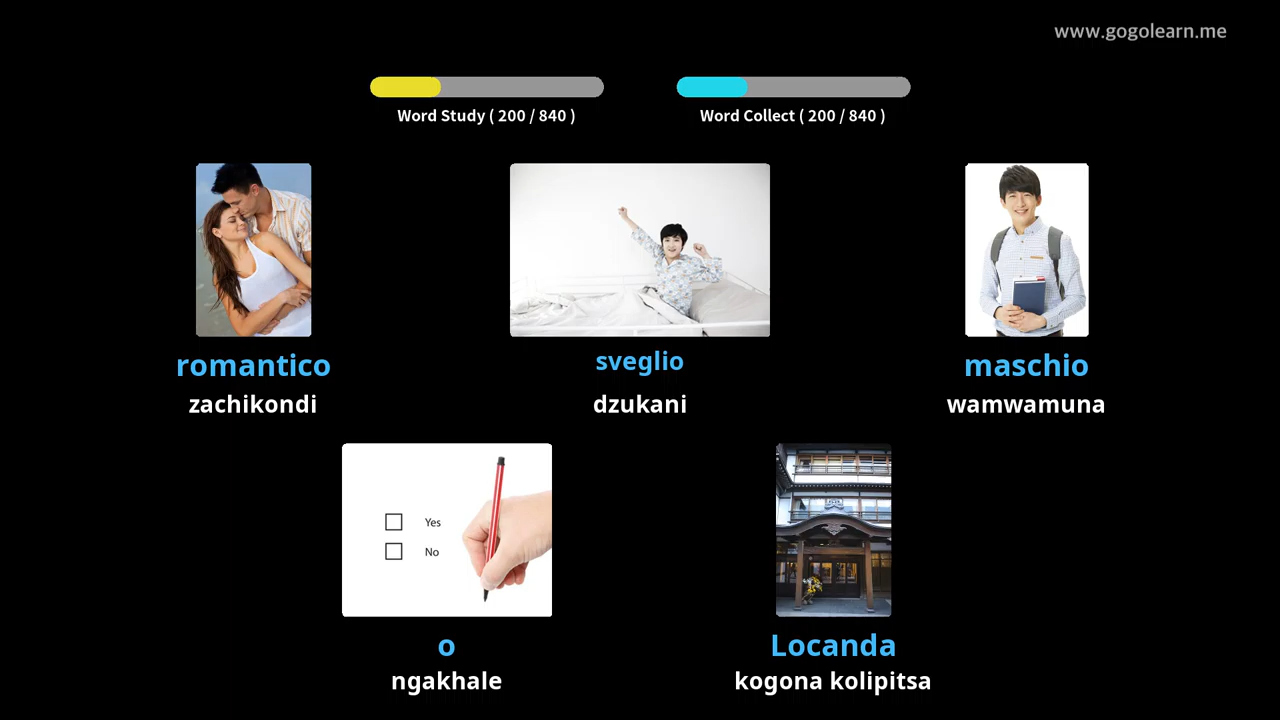 www.gogolearn.me
Word Study ( 200 / 840 )
Word Collect ( 200 / 840 )
romantico
zachikondi
sveglio
dzukani
maschio
wamwamuna
Yes
No
o
ngakhale
Locanda
kogona kolipitsa